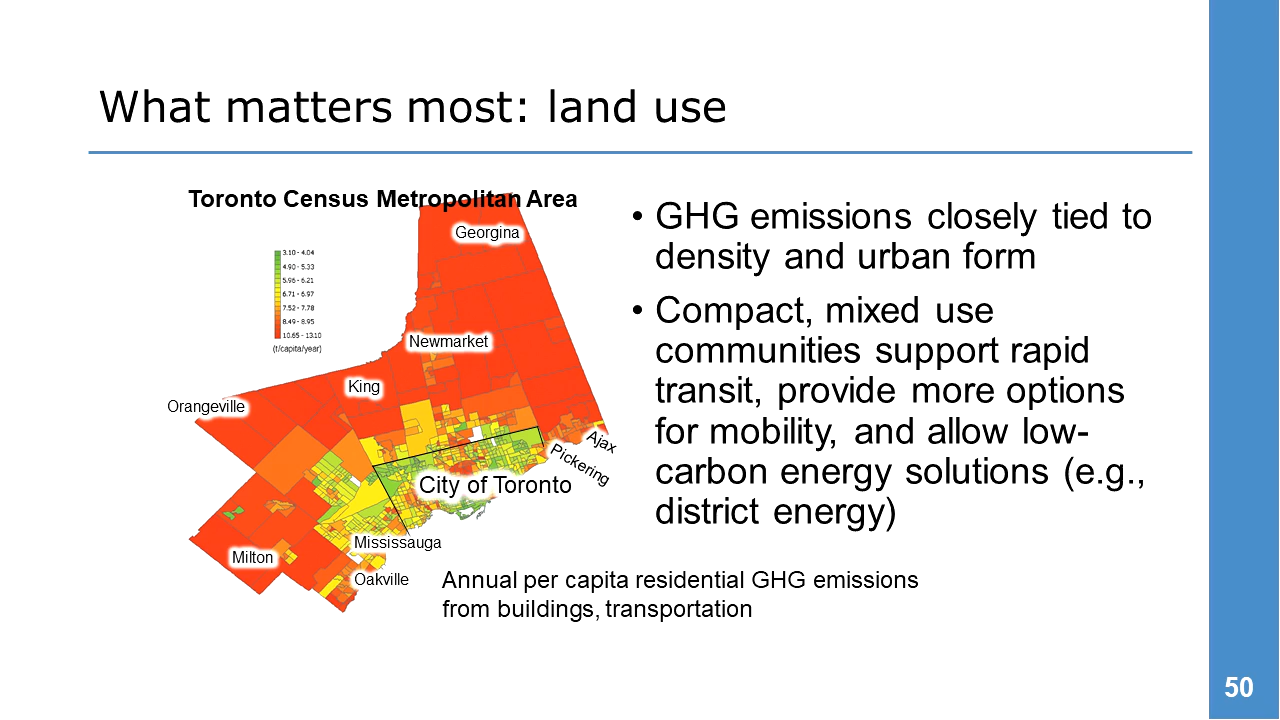 What matters most: land use
Toronto Census Metropolitan Area
Georgina
3.10 - 4.04
4.90 - 5.33
5.96 - 6.21
6.71 - 6.97
7.52 - 7.78
8.49 - 8.95
10.65 - 13.10
(t/capita/year)
Newmarket
King
Orangeville
Ajax
Pickering
City of Toronto
Mississauga
Milton
Oakville
• GHG emissions closely tied to
density and urban form
• Compact, mixed use
communities support rapid
transit, provide more options
for mobility, and allow low-
carbon energy solutions (e.g.,
district energy)
Annual per capita residential GHG emissions
from buildings, transportation
50